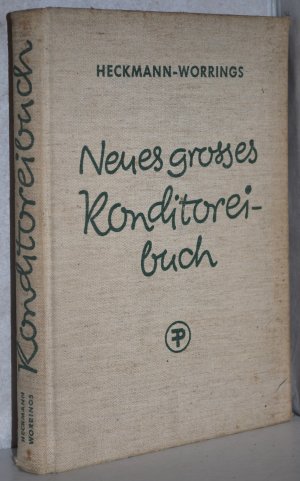 HECKMANN-WORRINGS
Neues grosses
Konditorei-
buch
P
Konditoreibuch
HECKMANN
WORRINGS